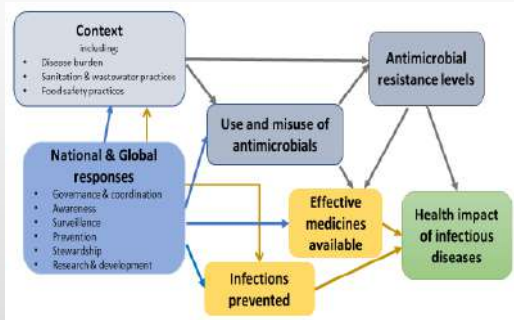 Context
including:
• Disease burden
• Sanitation & wastowater practices
• Food safety practices
Antimicrobial
resistance levels
Use and misuse of
antimicrobials
National & Global
responses
• Governance & coordination
• Awareness
• Surveillance
• Prevention
• Stewardship
• Research & development
Effective
medicines
available
Health impact
of infectious
diseases
Infections
prevented